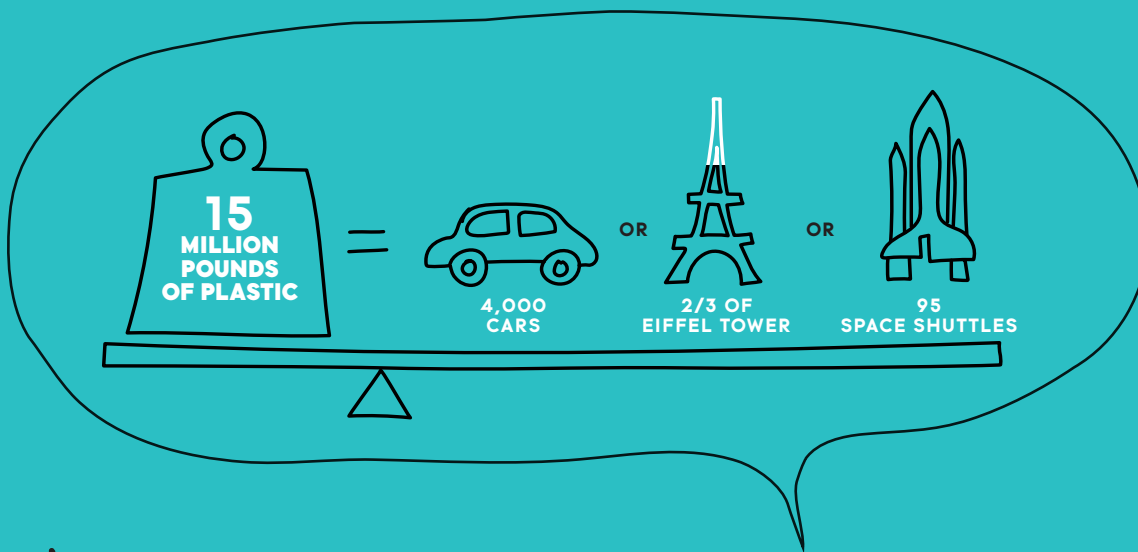 15
MILLION
POUNDS
OF PLASTIC
4,000
CARS
OR
2/3 OF
EIFFEL TOWER
OR
95
SPACE SHUTTLES